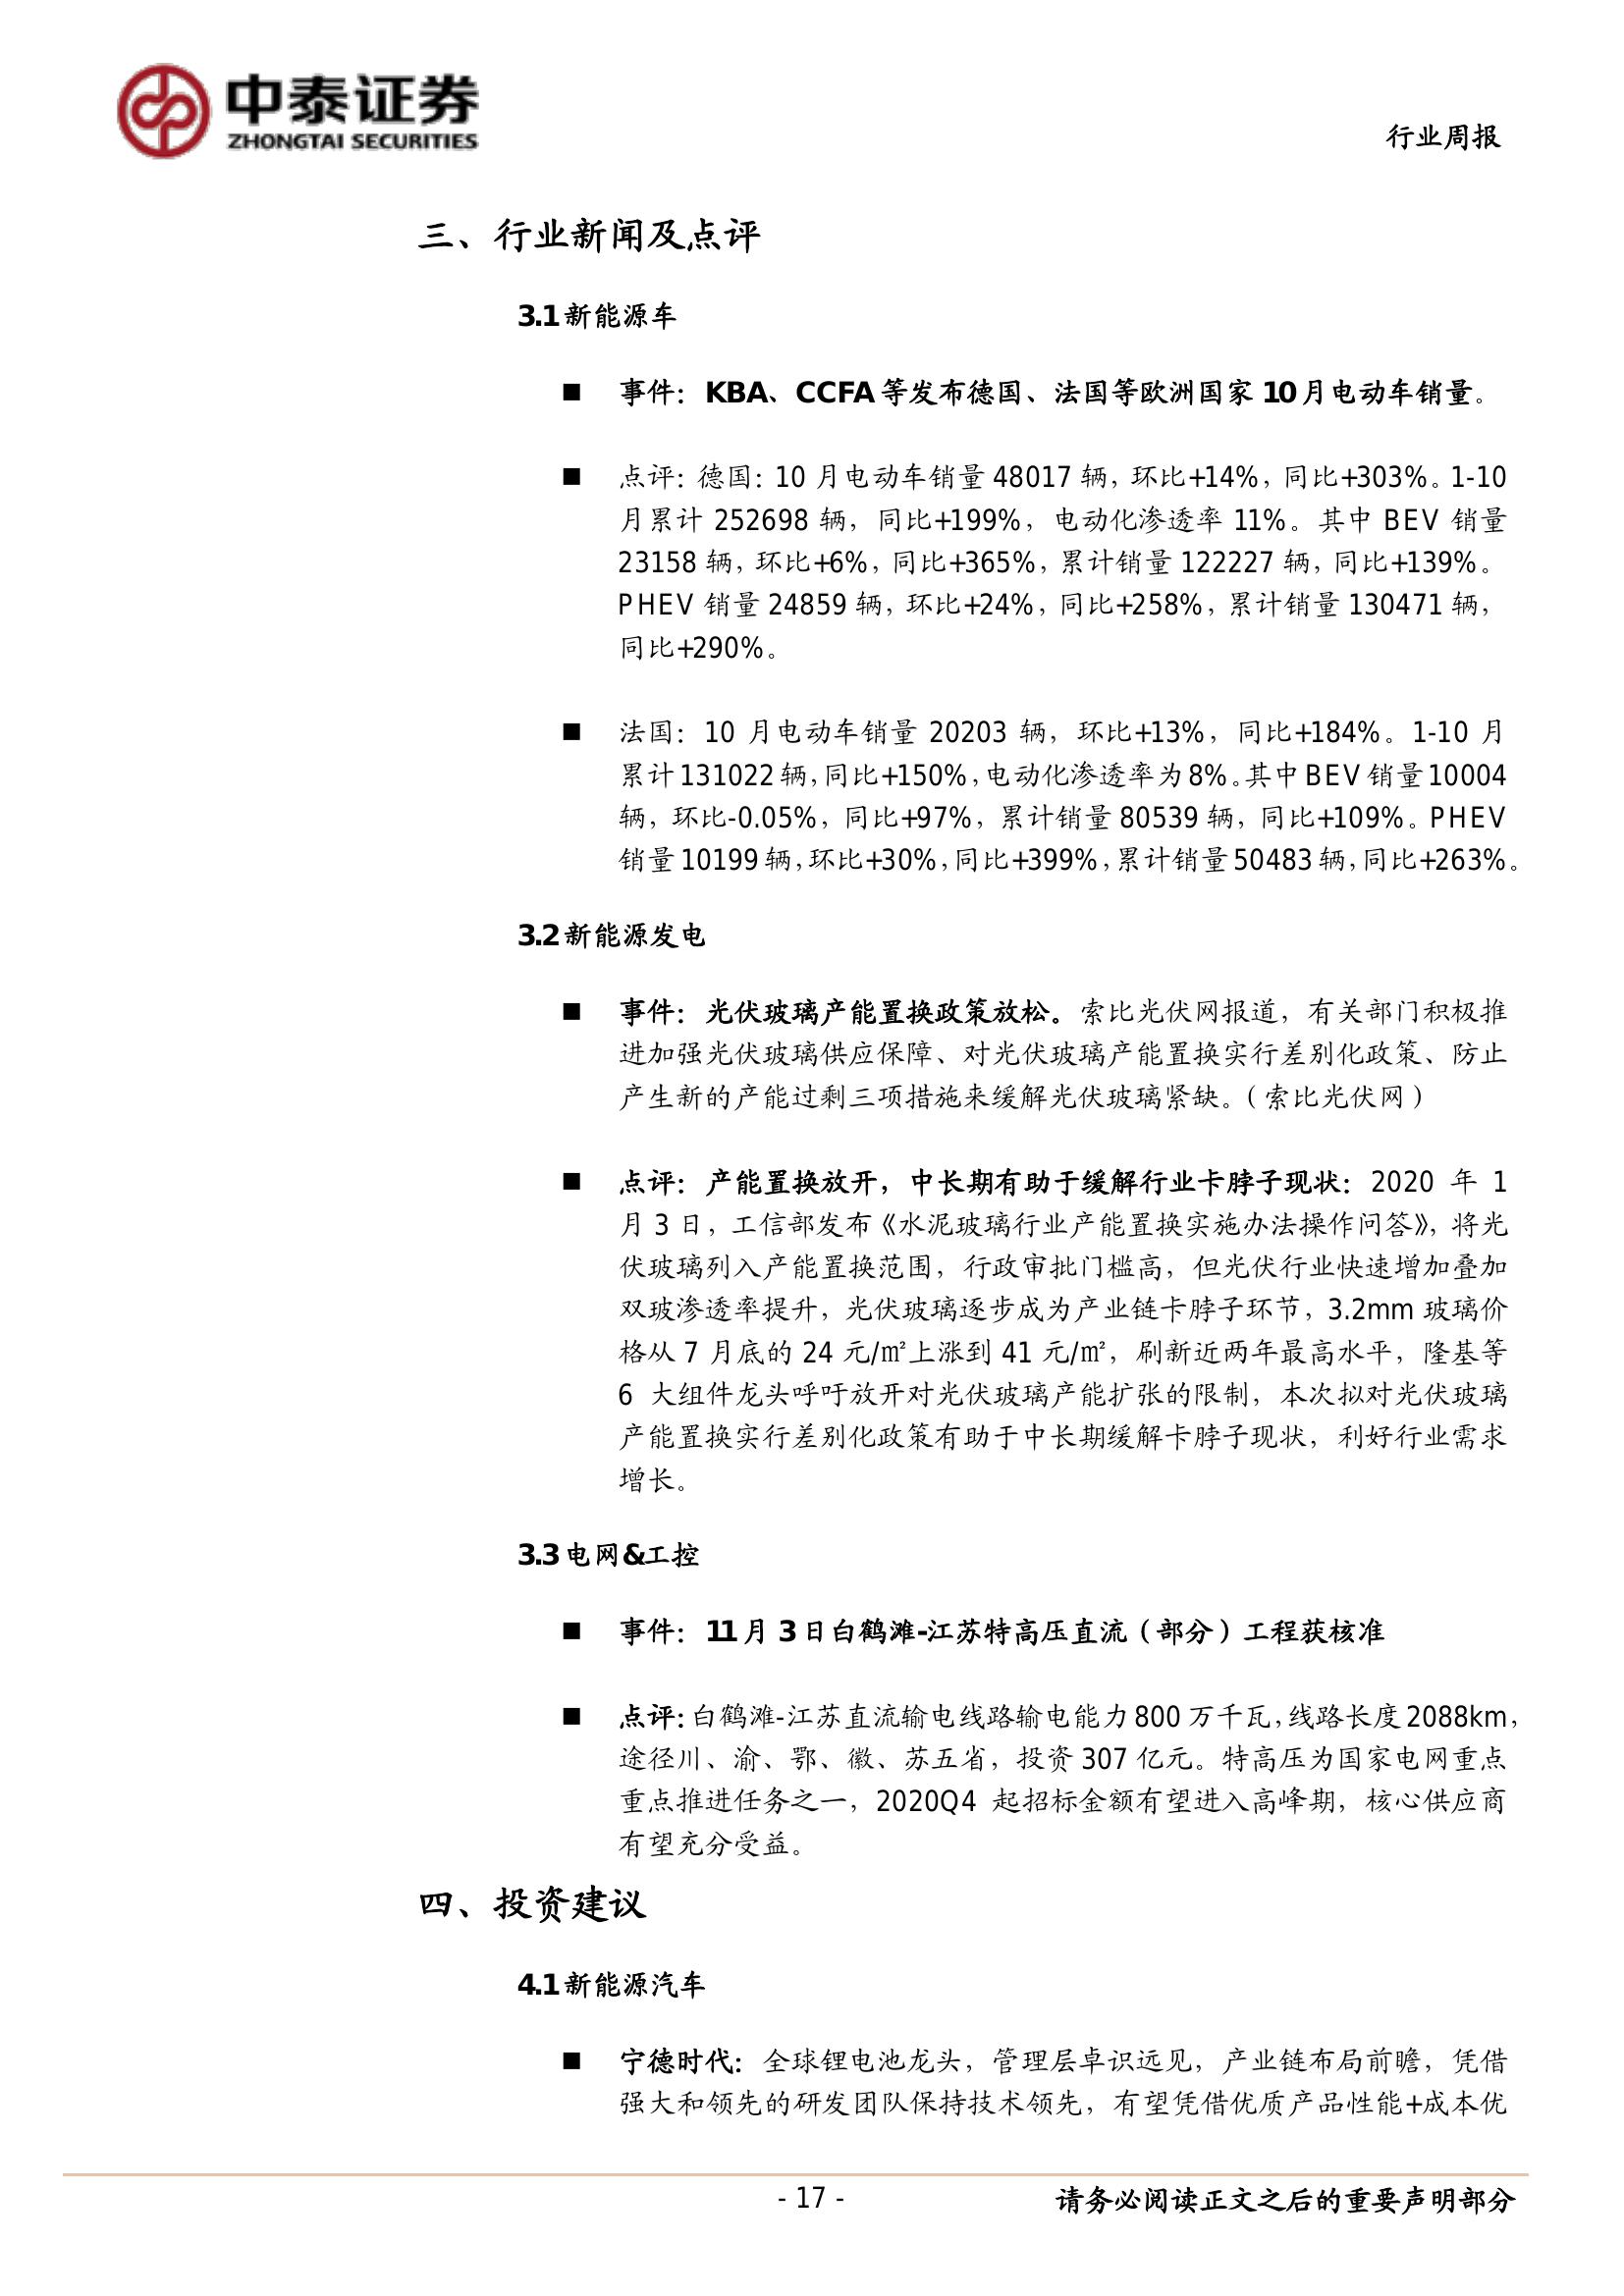 中泰证券
ZHONGTAI SECURITIES
行业周报
三、行业新闻及点评
3.1 新能源车
■ 事件：KBA、CCFA 等发布德国、法国等欧洲国家 10 月电动车销量。
■ 点评：德国：10 月电动车销量 48017 辆，环比+14%，同比+303%。1-10
月累计 252698 辆，同比+199%，电动化渗透率 11%。其中 BEV 销量
23158 辆，环比+6%，同比+365%，累计销量 122227 辆，同比+139%。
PHEV 销量 24859 辆，环比+24%，同比+258%，累计销量 130471 辆，
同比+290%。
■ 法国：10 月电动车销量 20203 辆，环比+13%，同比+184%。1-10 月
累计 131022 辆，同比+150%，电动化渗透率为 8%。其中 BEV 销量 10004
辆，环比-0.05%，同比+97%，累计销量 80539 辆，同比+109%。PHEV
销量 10199 辆，环比+30%，同比+399%，累计销量 50483 辆，同比+263%。
3.2 新能源发电
■ 事件：光伏玻璃产能置换政策放松。索比光伏网报道，有关部门积极推
进加强光伏玻璃供应保障、对光伏玻璃产能置换实行差别化政策、防止
产生新的产能过剩三项措施来缓解光伏玻璃紧缺。（索比光伏网）
■ 点评：产能置换放开，中长期有助于缓解行业卡脖子现状：2020 年 1
月 3 日，工信部发布《水泥玻璃行业产能置换实施办法操作问答》，将光
伏玻璃列入产能置换范围，行政审批门槛高，但光伏行业快速增加叠加
双玻渗透率提升，光伏玻璃逐步成为产业链卡脖子环节，3.2mm 玻璃价
格从 7 月底的 24 元/㎡上涨到 41 元/㎡，刷新近两年最高水平，隆基等
6 大组件龙头呼吁放开对光伏玻璃产能扩张的限制，本次拟对光伏玻璃
产能置换实行差别化政策有助于中长期缓解卡脖子现状，利好行业需求
增长。
3.3 电网&工控
■ 事件：11 月 3 日白鹤滩-江苏特高压直流（部分）工程获核准
■ 点评：白鹤滩-江苏直流输电线路输电能力 800 万千瓦，线路长度 2088km，
途径川、渝、鄂、徽、苏五省，投资 307 亿元。特高压为国家电网重点
重点推进任务之一，2020Q4 起招标金额有望进入高峰期，核心供应商
有望充分受益。
四、投资建议
4.1 新能源汽车
■ 宁德时代：全球锂电池龙头，管理层卓识远见，产业链布局前瞻，凭借
强大和领先的研发团队保持技术领先，有望凭借优质产品性能+成本优
- 17 -
请务必阅读正文之后的重要声明部分